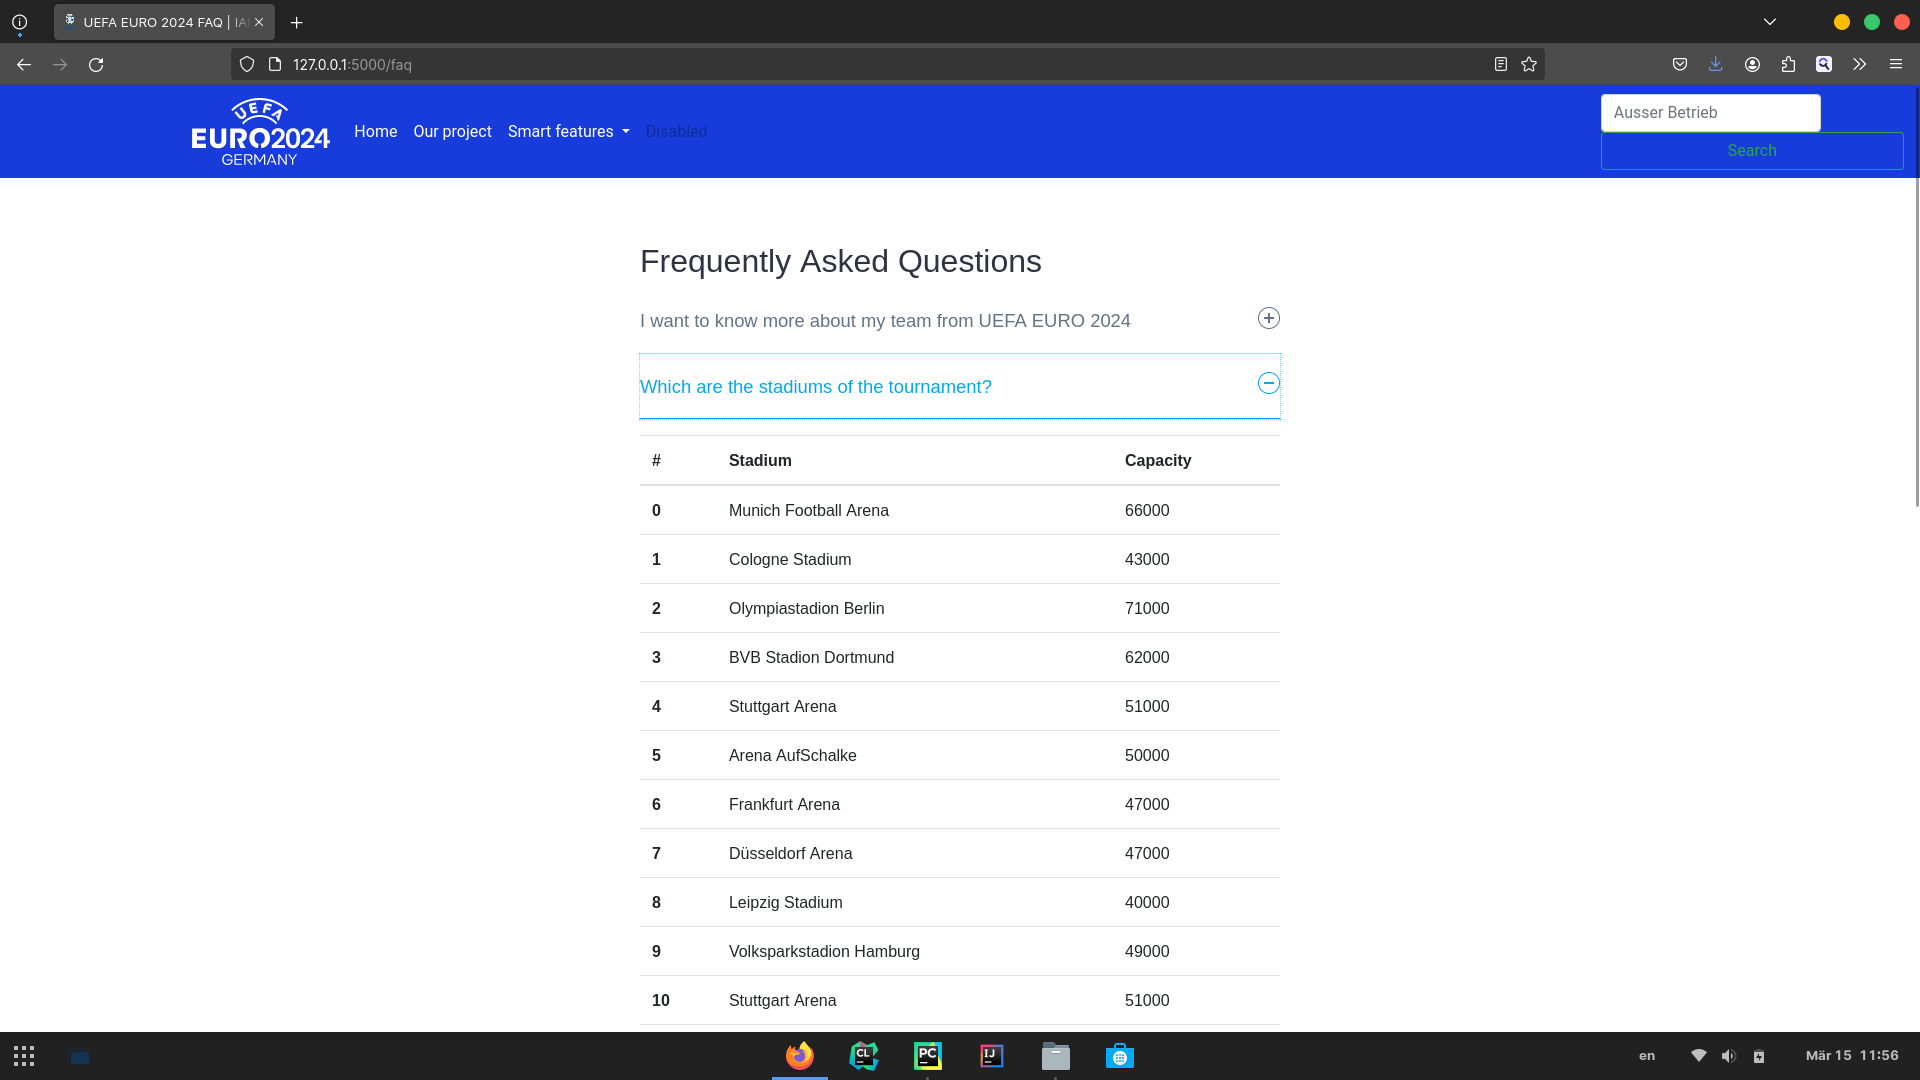 UEFA EURO 2024 FAQ | IA
127.0.0.1:5000/faq
UEFA
EURO2024
GERMANY
Home
Our project
Smart features
Disabled
Ausser Betrieb
Search
Frequently Asked Questions
I want to know more about my team from UEFA EURO 2024
Which are the stadiums of the tournament?
# Stadium Capacity
0 Munich Football Arena 66000
1 Cologne Stadium 43000
2 Olympiastadion Berlin 71000
3 BVB Stadion Dortmund 62000
4 Stuttgart Arena 51000
5 Arena AufSchalke 50000
6 Frankfurt Arena 47000
7 Düsseldorf Arena 47000
8 Leipzig Stadium 40000
9 Volksparkstadion Hamburg 49000
10 Stuttgart Arena 51000
CL
PC
IJ
en
Mär 15 11:56